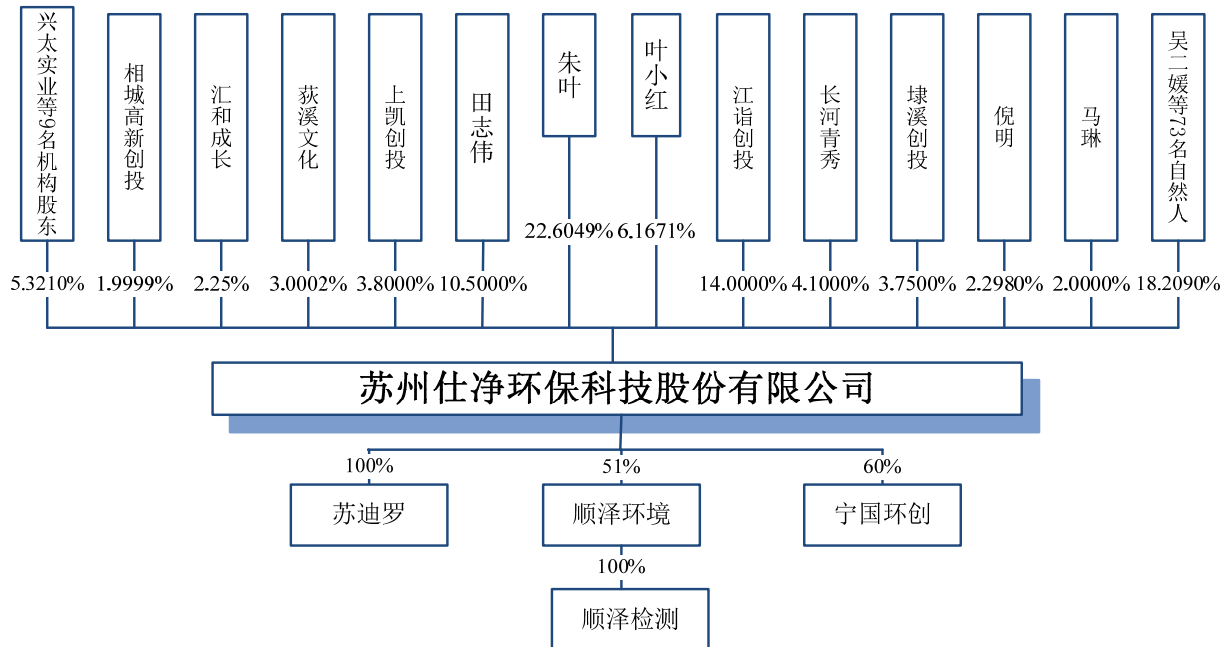 兴太实业等9名机构股东
相城高新创投
汇和成长
荻溪文化
上凯创投
田志伟
朱叶
叶小红
江诣创投
长河青秀
埭溪创投
倪明
马琳
吴二媛等73名自然人
22.6049%
6.1671%
5.3210%
1.9999%
2.25%
3.0002%
3.8000%
10.5000%
14.0000%
4.1000%
3.7500%
2.2980%
2.0000%
18.2090%
苏州仕净环保科技股份有限公司
100%
51%
60%
苏迪罗
顺泽环境
宁国环创
100%
顺泽检测